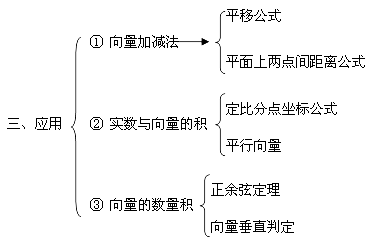 三、应用
① 向量加减法
平移公式
平面上两点间距离公式
② 实数与向量的积
定比分点坐标公式
平行向量
③ 向量的数量积
正余弦定理
向量垂直判定